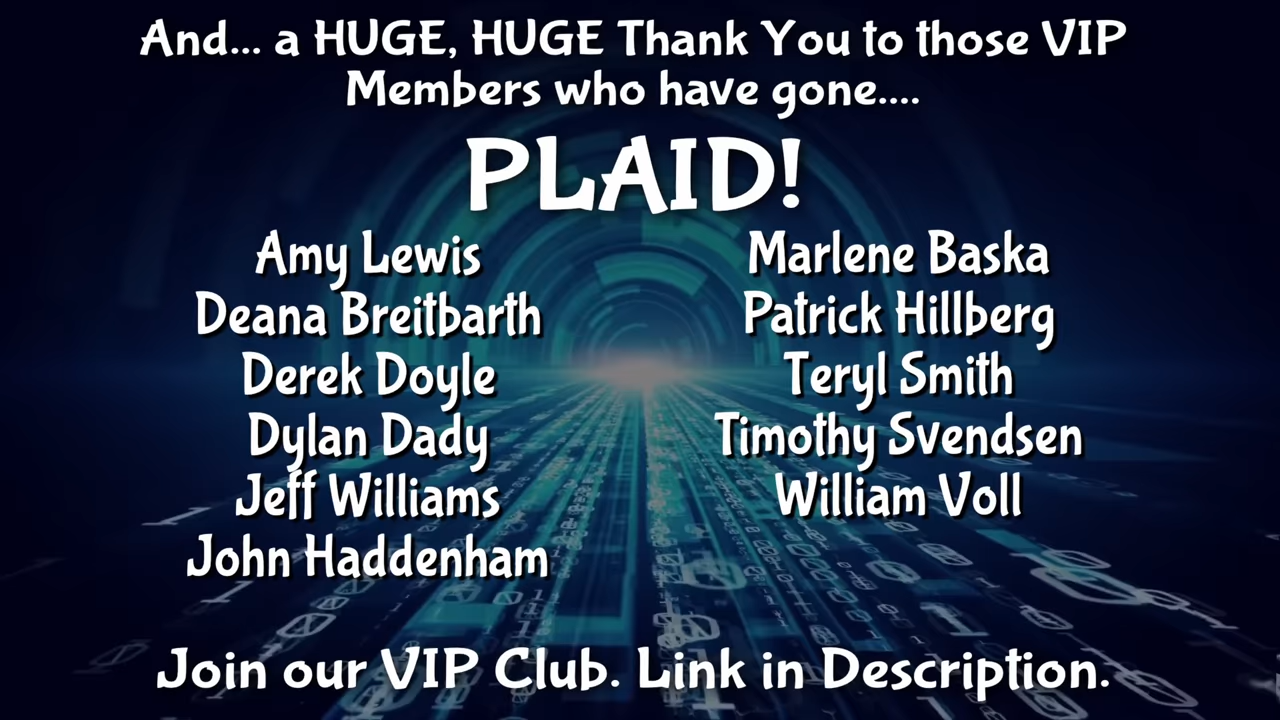 And... a HUGE, HUGE Thank You to those VIP
Members who have gone....
PLAID!
Amy Lewis
Deana Breitbarth
Derek Doyle
Dylan Dady
Jeff Williams
John Haddenham
Marlene Baska
Patrick Hillberg
Teryl Smith
Timothy Svendsen
William Voll
Join our VIP Club. Link in Description.